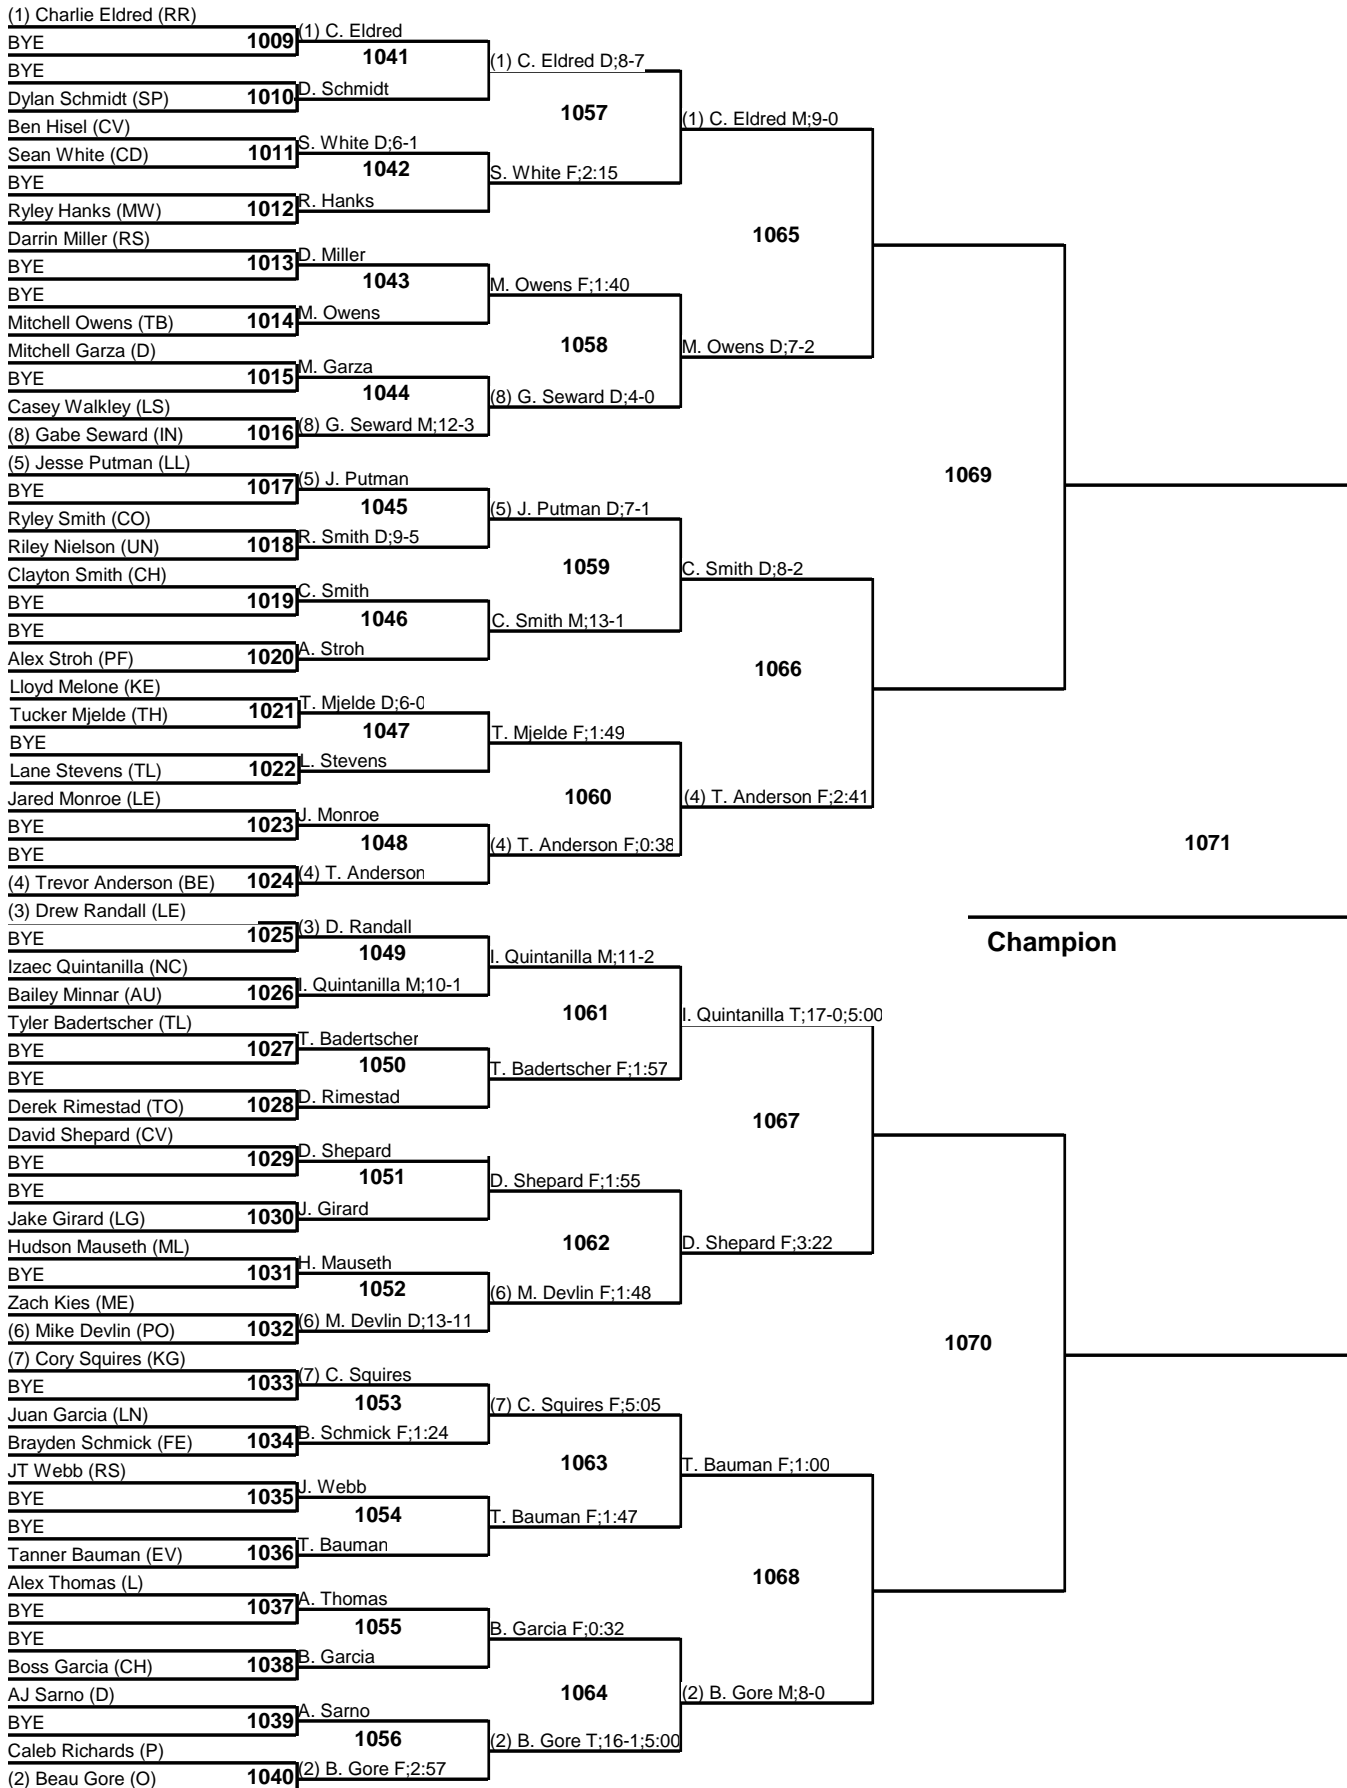 (1) Charlie Eldred (RR)
BYE
1009
BYE
Dylan Schmidt (SP)
1010
Ben Hisel (CV)
Sean White (CD)
1011
BYE
Ryley Hanks (MW)
1012
Darrin Miller (RS)
BYE
1013
BYE
Mitchell Owens (TB)
1014
Mitchell Garza (D)
BYE
1015
Casey Walkley (LS)
(8) Gabe Seward (IN)
1016
(5) Jesse Putman (LL)
BYE
1017
Ryley Smith (CO)
Riley Nielson (UN)
1018
Clayton Smith (CH)
BYE
1019
BYE
Alex Stroh (PF)
1020
Lloyd Melone (KE)
Tucker Mjelde (TH)
1021
BYE
Lane Stevens (TL)
1022
Jared Monroe (LE)
BYE
1023
BYE
(4) Trevor Anderson (BE)
1024
(3) Drew Randall (LE)
BYE
1025
Izaec Quintanilla (NC)
Bailey Minnar (AU)
1026
Tyler Badertscher (TL)
BYE
1027
BYE
Derek Rimestad (TO)
1028
David Shepard (CV)
BYE
1029
BYE
Jake Girard (LG)
1030
Hudson Mauseth (ML)
BYE
1031
Zach Kies (ME)
(6) Mike Devlin (PO)
1032
(7) Cory Squires (KG)
BYE
1033
Juan Garcia (LN)
Brayden Schmick (FE)
1034
JT Webb (RS)
BYE
1035
BYE
Tanner Bauman (EV)
1036
Alex Thomas (L)
BYE
1037
BYE
Boss Garcia (CH)
1038
AJ Sarno (D)
BYE
1039
Caleb Richards (P)
(2) Beau Gore (O)
1040
(1) C. Eldred
1041
D. Schmidt
S. White D;6-1
1042
R. Hanks
D. Miller
1043
M. Owens
M. Garza
1044
(8) G. Seward M;12-3
(5) J. Putman
1045
R. Smith D;9-5
C. Smith
1046
A. Stroh
T. Mjelde D;6-0
1047
L. Stevens
J. Monroe
1048
(4) T. Anderson
(3) D. Randall
1049
I. Quintanilla M;10-1
T. Badertscher
1050
D. Rimestad
D. Shepard
1051
J. Girard
H. Mauseth
1052
(6) M. Devlin D;13-11
(7) C. Squires
1053
B. Schmick F;1:24
J. Webb
1054
T. Bauman
A. Thomas
1055
B. Garcia
A. Sarno
1056
(2) B. Gore F;2:57
(1) C. Eldred D;8-7
1057
S. White F;2:15
M. Owens F;1:40
1058
(8) G. Seward D;4-0
(5) J. Putman D;7-1
1059
C. Smith M;13-1
T. Mjelde F;1:49
1060
(4) T. Anderson F;0:38
I. Quintanilla M;11-2
1061
T. Badertscher F;1:57
D. Shepard F;1:55
1062
(6) M. Devlin F;1:48
(7) C. Squires F;5:05
1063
T. Bauman F;1:47
B. Garcia F;0:32
1064
(2) B. Gore T;16-1;5:00
(1) C. Eldred M;9-0
1065
M. Owens D;7-2
C. Smith D;8-2
1066
(4) T. Anderson F;2:41
I. Quintanilla T;17-0;5:00
1067
D. Shepard F;3:22
T. Bauman F;1:00
1068
(2) B. Gore M;8-0
1069
1070
1071
Champion